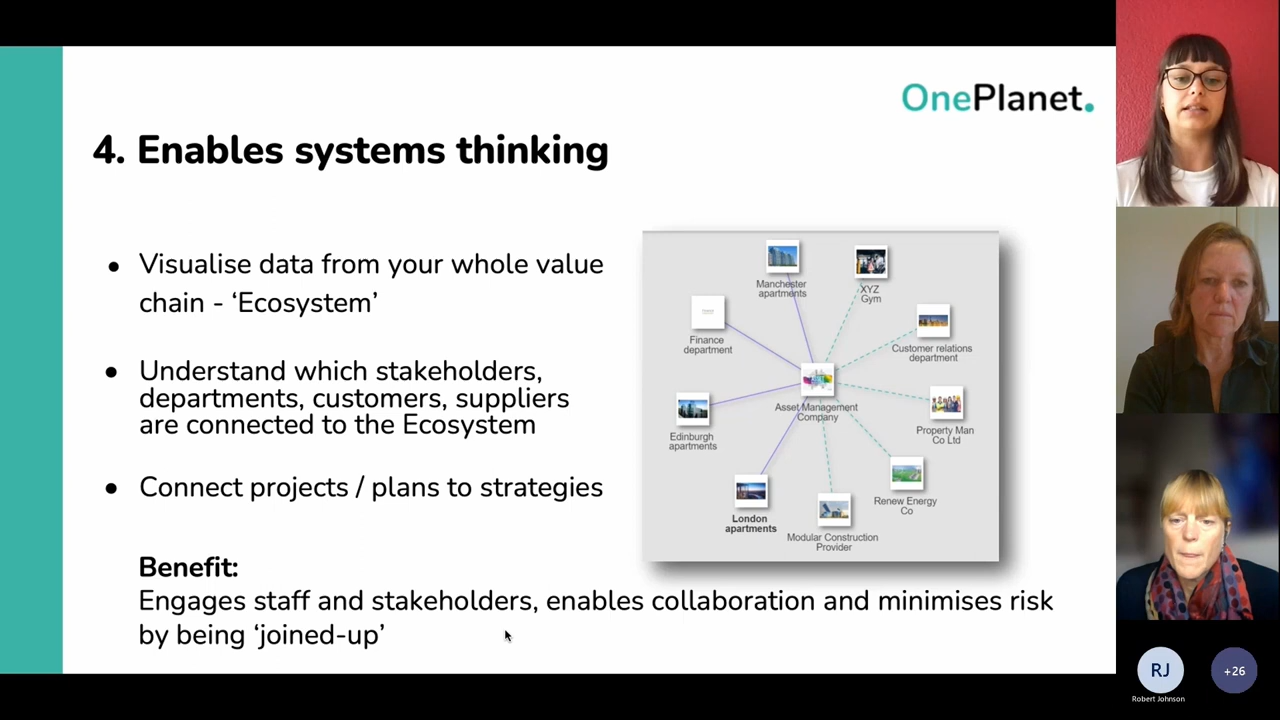 OnePlanet.
4. Enables systems thinking
• Visualise data from your whole value
chain - ‘Ecosystem’
• Understand which stakeholders,
departments, customers, suppliers
are connected to the Ecosystem
• Connect projects / plans to strategies
Benefit:
Engages staff and stakeholders, enables collaboration and minimises risk
by being ‘joined-up’
Manchester
apartments
XYZ
Gym
Finance
department
Customer relations
department
Asset Management
Company
Property Man
Co Ltd
Edinburgh
apartments
Renew Energy
Co
London
apartments
Modular Construction
Provider
RJ
+26
Robert Johnson